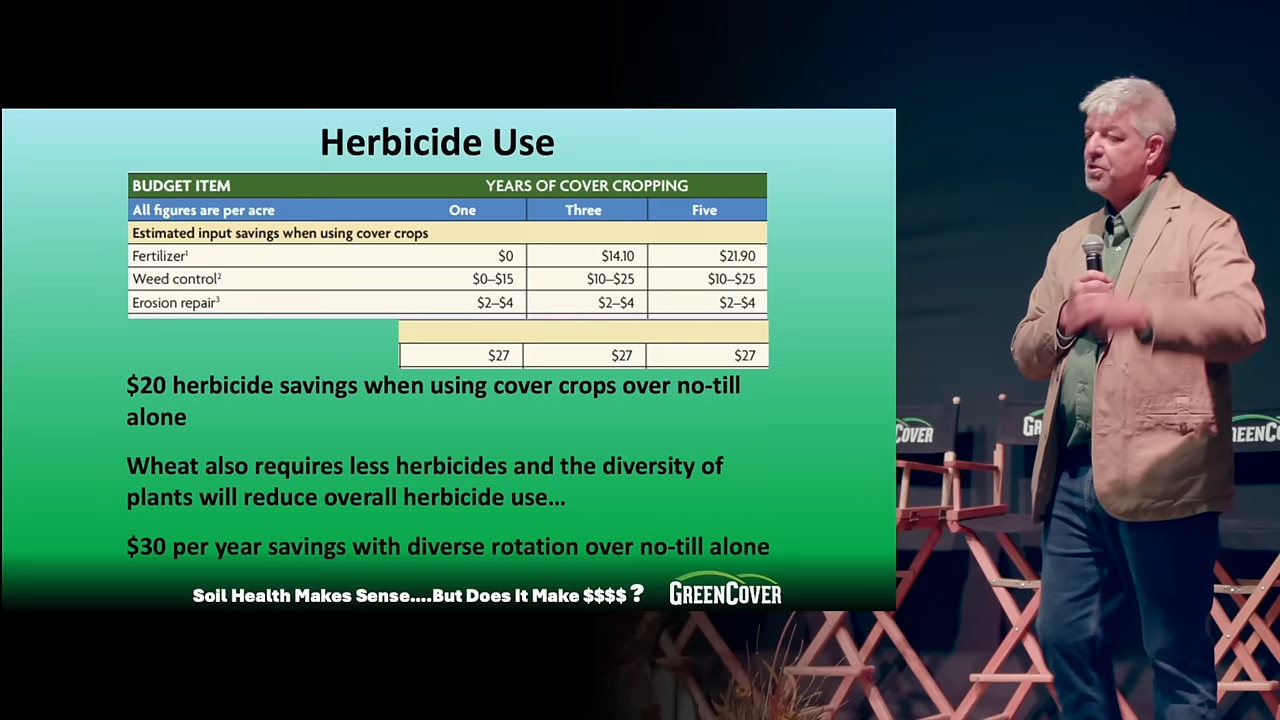 Herbicide Use
BUDGET ITEM YEARS OF COVER CROPPING
All figures are per acre One Three Five
Estimated input savings when using cover crops
Fertilizer¹ $0 $14.10 $21.90
Weed control² $0–$15 $10–$25 $10–$25
Erosion repair³ $2–$4 $2–$4 $2–$4
$27 $27 $27
$20 herbicide savings when using cover crops over no-till
alone
Wheat also requires less herbicides and the diversity of
plants will reduce overall herbicide use...
$30 per year savings with diverse rotation over no-till alone
Soil Health Makes Sense....But Does It Make $$$$ ?
GREENCOVER
COVER
GR
EENCO